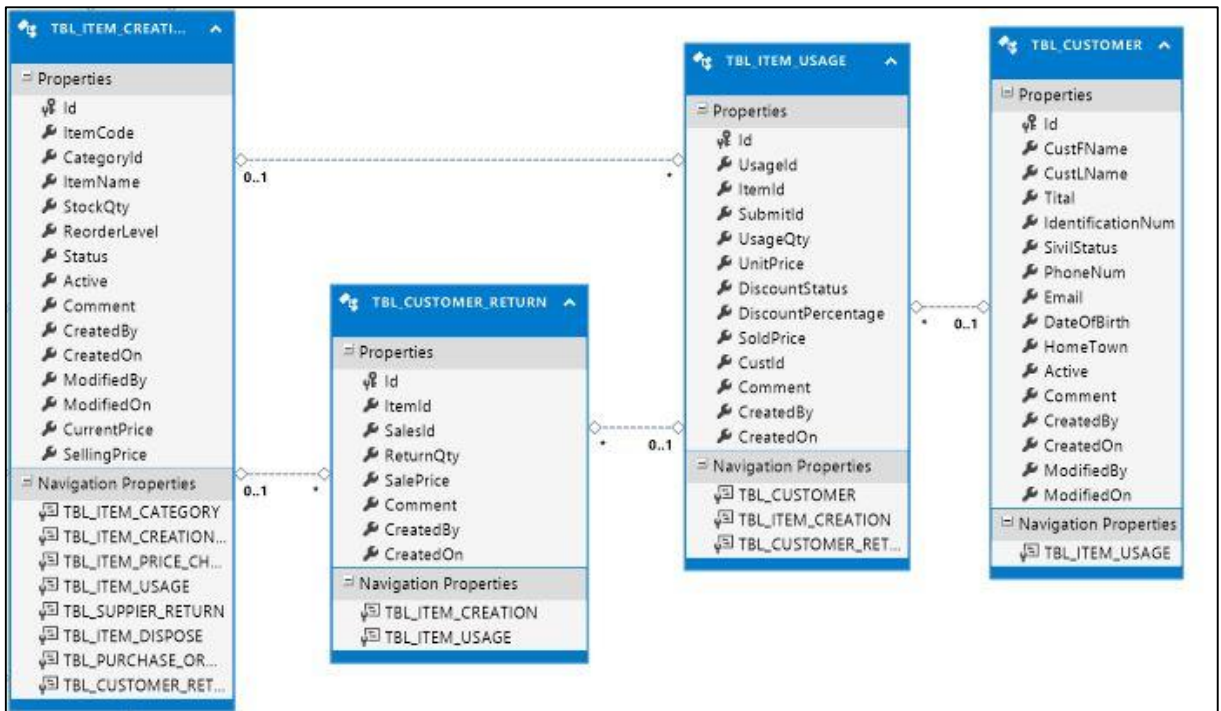 TBL_ITEM_CREATI...
Properties
Id
ItemCode
CategoryId
ItemName
StockQty
ReorderLevel
Status
Active
Comment
CreatedBy
CreatedOn
ModifiedBy
ModifiedOn
CurrentPrice
SellingPrice
Navigation Properties
TBL_ITEM_CATEGORY
TBL_ITEM_CREATION...
TBL_ITEM_PRICE_CH...
TBL_ITEM_USAGE
TBL_SUPPIER_RETURN
TBL_ITEM_DISPOSE
TBL_PURCHASE_OR...
TBL_CUSTOMER_RET...
0..1
*
0..1
*
TBL_CUSTOMER_RETURN
Properties
Id
ItemId
SalesId
ReturnQty
SalePrice
Comment
CreatedBy
CreatedOn
Navigation Properties
TBL_ITEM_CREATION
TBL_ITEM_USAGE
*
0..1
TBL_ITEM_USAGE
Properties
Id
UsageId
ItemId
SubmitId
UsageQty
UnitPrice
DiscountStatus
DiscountPercentage
SoldPrice
CustId
Comment
CreatedBy
CreatedOn
Navigation Properties
TBL_CUSTOMER
TBL_ITEM_CREATION
TBL_CUSTOMER_RET...
*
0..1
TBL_CUSTOMER
Properties
Id
CustFName
CustLName
Tital
IdentificationNum
SivilStatus
PhoneNum
Email
DateOfBirth
HomeTown
Active
Comment
CreatedBy
CreatedOn
ModifiedBy
ModifiedOn
Navigation Properties
TBL_ITEM_USAGE